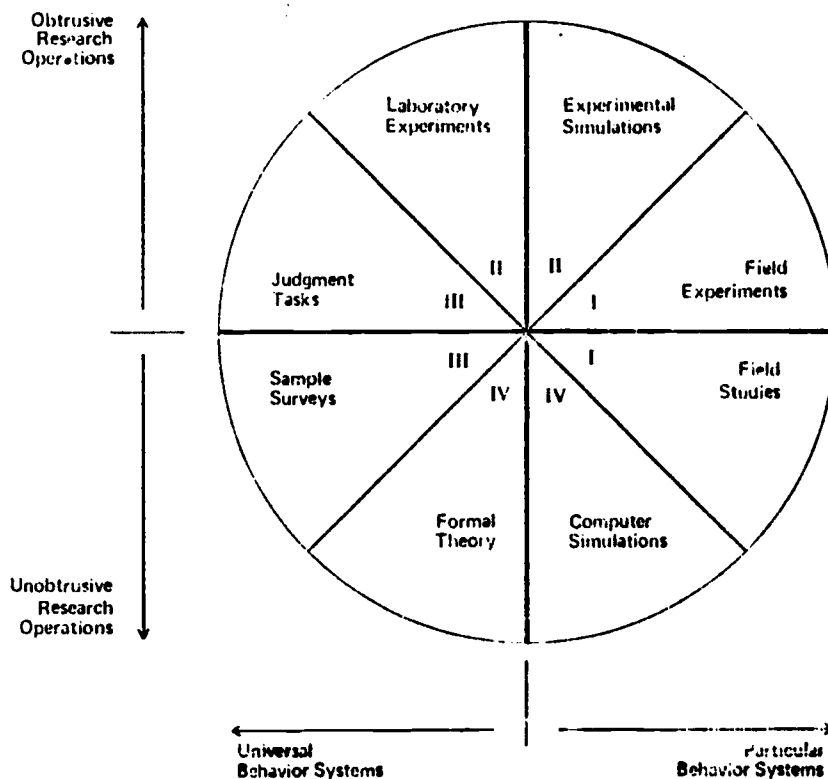 Obtrusive
Research
Operations
Laboratory
Experiments
Experimental
Simulations
II
II
Judgment
Tasks
III
I
Field
Experiments
Sample
Surveys
III
I
Field
Studies
IV
IV
Formal
Theory
Computer
Simulations
Unobtrusive
Research
Operations
Universal
Behavior Systems
Particular
Behavior Systems